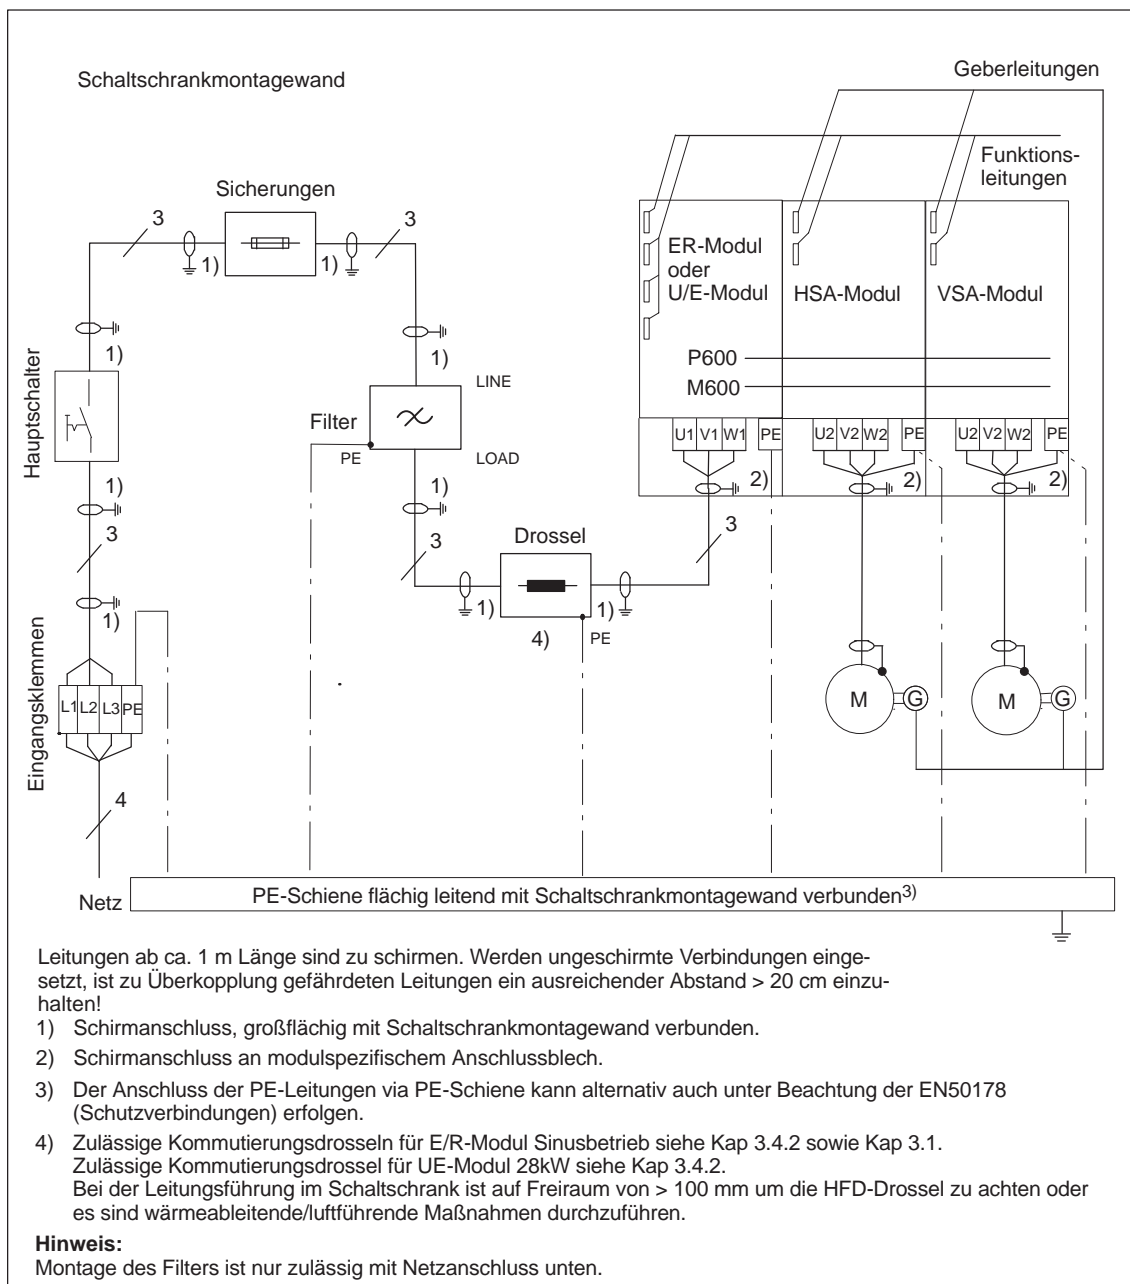 Schaltschrankmontagewand
Geberleitungen
Funktions-
leitungen
Sicherungen
3
3
1)
1)
ER-Modul
oder
U/E-Modul
HSA-Modul
VSA-Modul
Hauptschalter
1)
1)
P600
M600
LINE
Filter
PE
LOAD
U1 V1 W1 PE
U2 V2 W2 PE
U2 V2 W2 PE
2)
2)
2)
1)
1)
3
3
Drossel
3
1)
1)
4)
PE
1)
Eingangsklemmen
L1 L2 L3 PE
M
G
M
G
4
Netz
PE-Schiene flächig leitend mit Schaltschrankmontagewand verbunden3)
Leitungen ab ca. 1 m Länge sind zu schirmen. Werden ungeschirmte Verbindungen einge-
setzt, ist zu Überkopplung gefährdeten Leitungen ein ausreichender Abstand > 20 cm einzu-
halten!
1) Schirmanschluss, großflächig mit Schaltschrankmontagewand verbunden.
2) Schirmanschluss an modulspezifischem Anschlussblech.
3) Der Anschluss der PE-Leitungen via PE-Schiene kann alternativ auch unter Beachtung der EN50178
(Schutzverbindungen) erfolgen.
4) Zulässige Kommutierungsdrosseln für E/R-Modul Sinusbetrieb siehe Kap 3.4.2 sowie Kap 3.1.
Zulässige Kommutierungsdrossel für UE-Modul 28kW siehe Kap 3.4.2.
Bei der Leitungsführung im Schaltschrank ist auf Freiraum von > 100 mm um die HFD-Drossel zu achten oder
es sind wärmeableitende/luftführende Maßnahmen durchzuführen.
Hinweis:
Montage des Filters ist nur zulässig mit Netzanschluss unten.